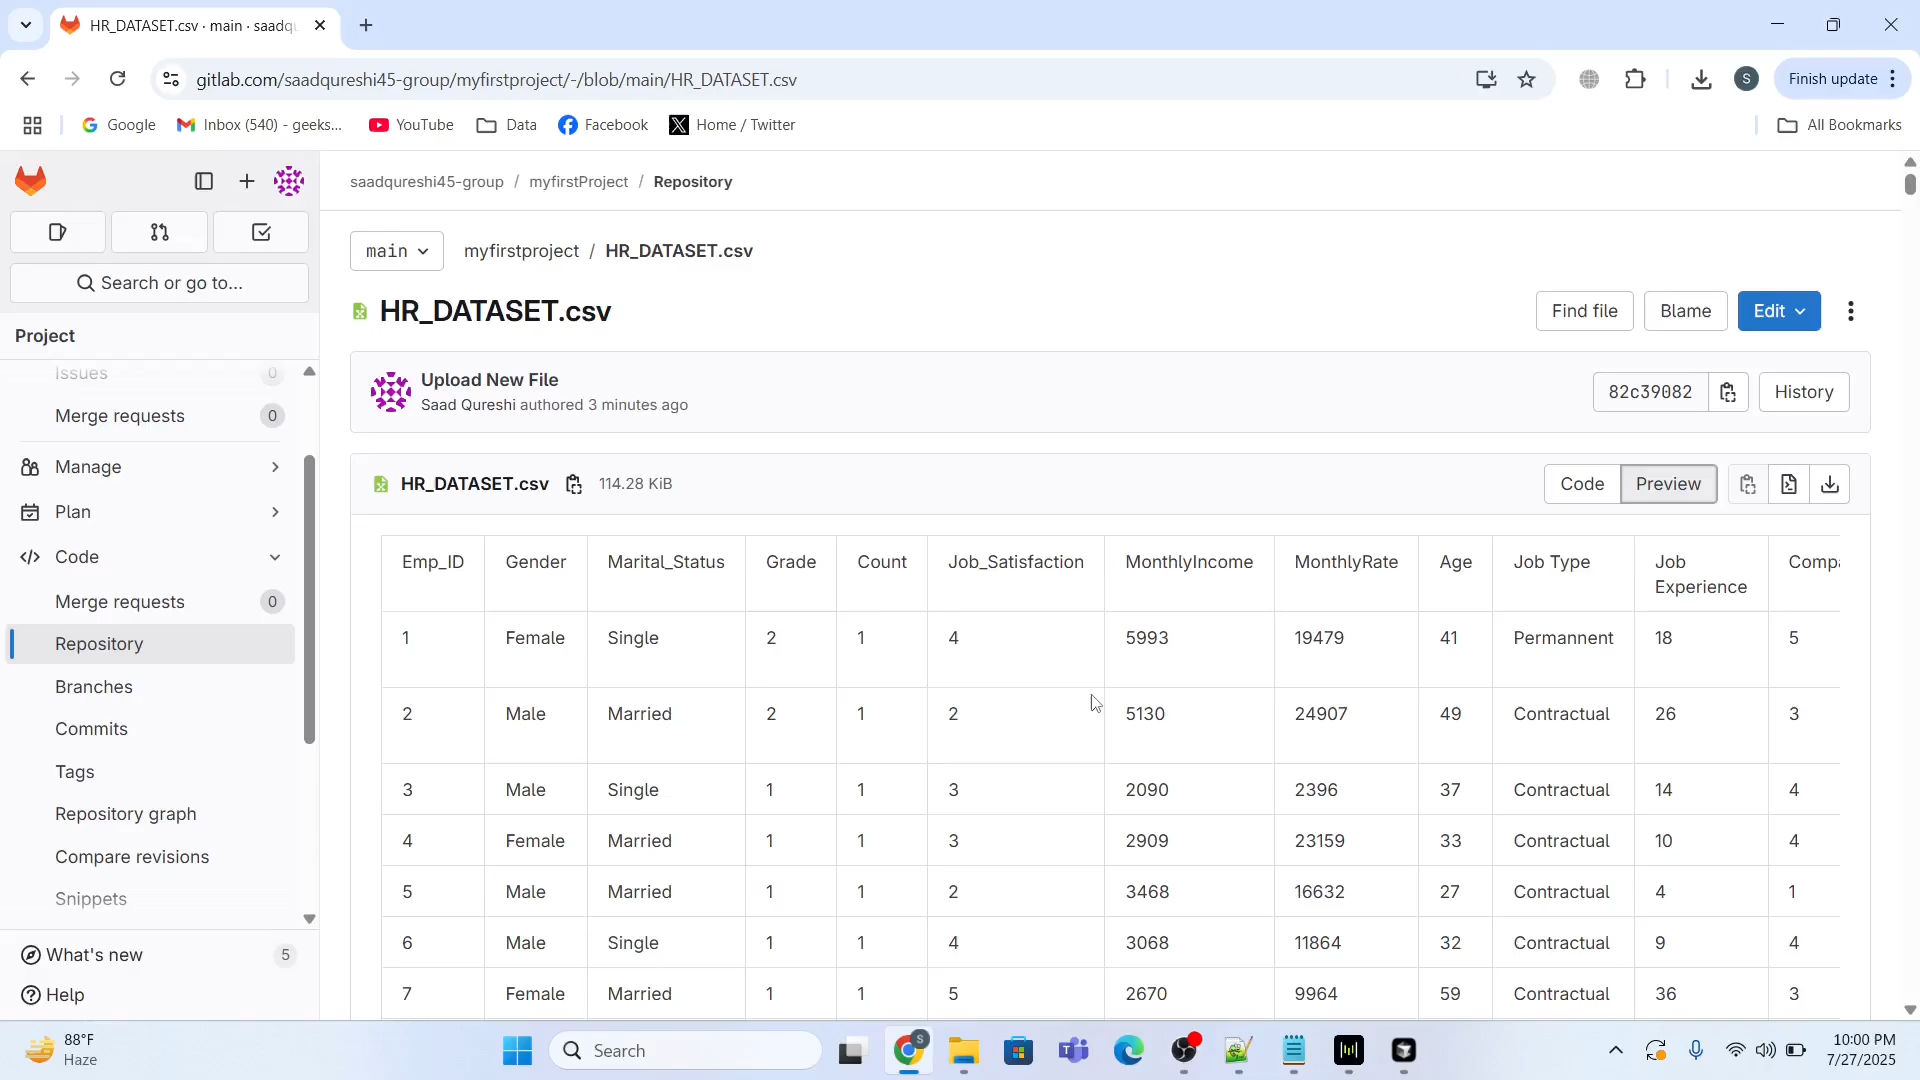 HR_DATASET.csv · main · saadqu
gitlab.com/saadqureshi45-group/myfirstproject/-/blob/main/HR_DATASET.csv
S
Finish update
Google
Inbox (540) - geeks...
YouTube
Data
Facebook
Home / Twitter
All Bookmarks
saadqureshi45-group / myfirstProject / Repository
Search or go to...
main
myfirstproject / HR_DATASET.csv
HR_DATASET.csv
Find file
Blame
Edit
Project
Issues 0
Merge requests 0
Manage
Plan
Code
Merge requests 0
Repository
Branches
Commits
Tags
Repository graph
Compare revisions
Snippets
What's new 5
Help
Upload New File
Saad Qureshi authored 3 minutes ago
82c39082
History
HR_DATASET.csv 114.28 KiB
Code
Preview
Emp_ID Gender Marital_Status Grade Count Job_Satisfaction MonthlyIncome MonthlyRate Age Job Type Job Experience Compa
1 Female Single 2 1 4 5993 19479 41 Permannent 18 5
2 Male Married 2 1 2 5130 24907 49 Contractual 26 3
3 Male Single 1 1 3 2090 2396 37 Contractual 14 4
4 Female Married 1 1 3 2909 23159 33 Contractual 10 4
5 Male Married 1 1 2 3468 16632 27 Contractual 4 1
6 Male Single 1 1 4 3068 11864 32 Contractual 9 4
7 Female Married 1 1 5 2670 9964 59 Contractual 36 3
88°F
Haze
Search
S
10:00 PM
7/27/2025